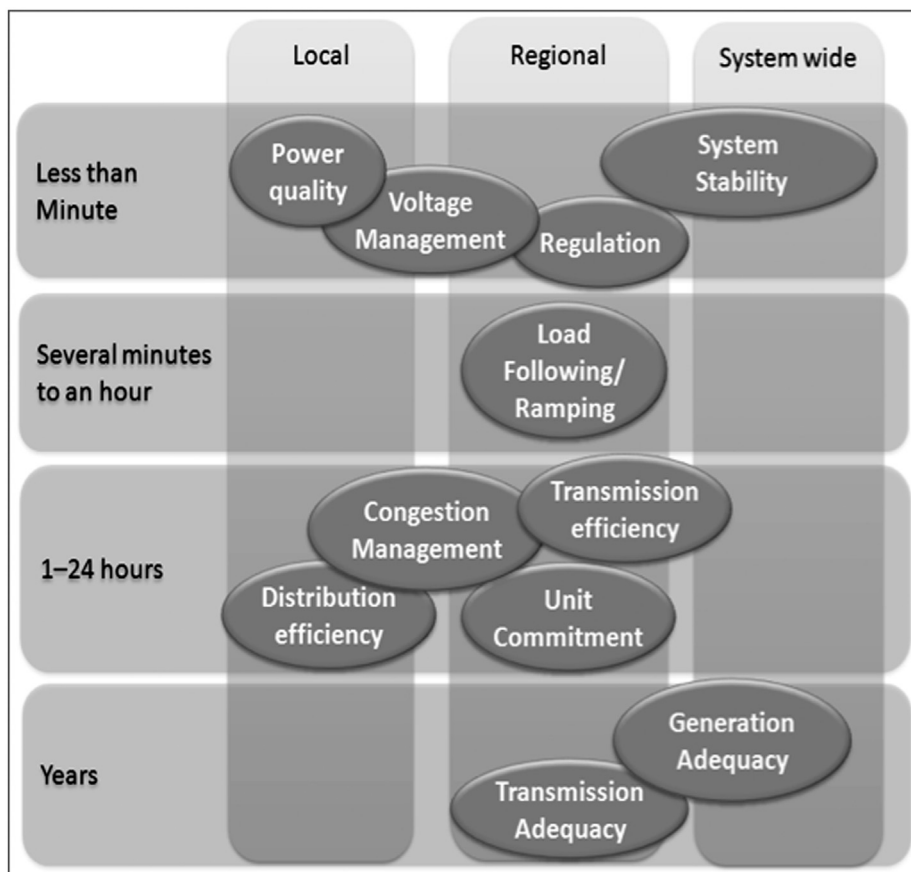 Local
Regional
System wide
Less than
Minute
Power
quality
Voltage
Management
Regulation
System
Stability
Several minutes
to an hour
Load
Following/
Ramping
1–24 hours
Congestion
Management
Transmission
efficiency
Distribution
efficiency
Unit
Commitment
Years
Generation
Adequacy
Transmission
Adequacy